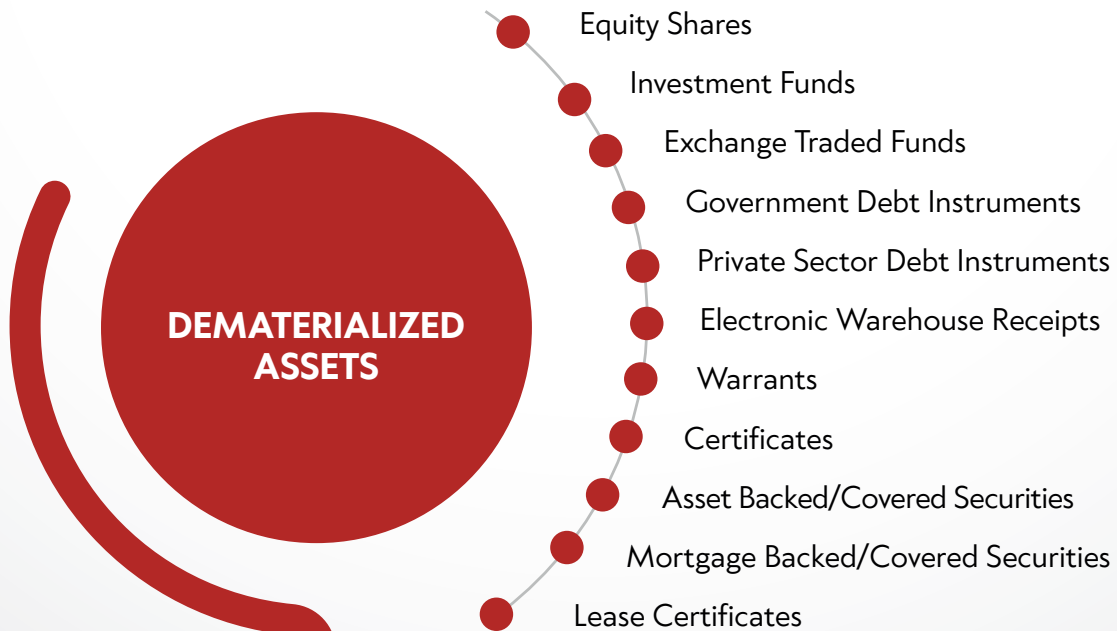 Equity Shares
Investment Funds
Exchange Traded Funds
Government Debt Instruments
Private Sector Debt Instruments
DEMATERIALIZED
ASSETS
Electronic Warehouse Receipts
Warrants
Certificates
Asset Backed/Covered Securities
Mortgage Backed/Covered Securities
Lease Certificates